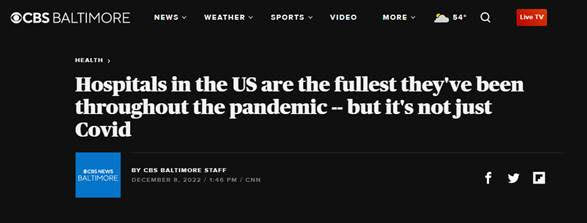 CBS BALTIMORE NEWS WEATHER SPORTS VIDEO MORE 54° Live TV
HEALTH ›
Hospitals in the US are the fullest they've been
throughout the pandemic -- but it's not just
Covid
CBS NEWS
BALTIMORE
BY CBS BALTIMORE STAFF
DECEMBER 8, 2022 / 1:46 PM / CNN